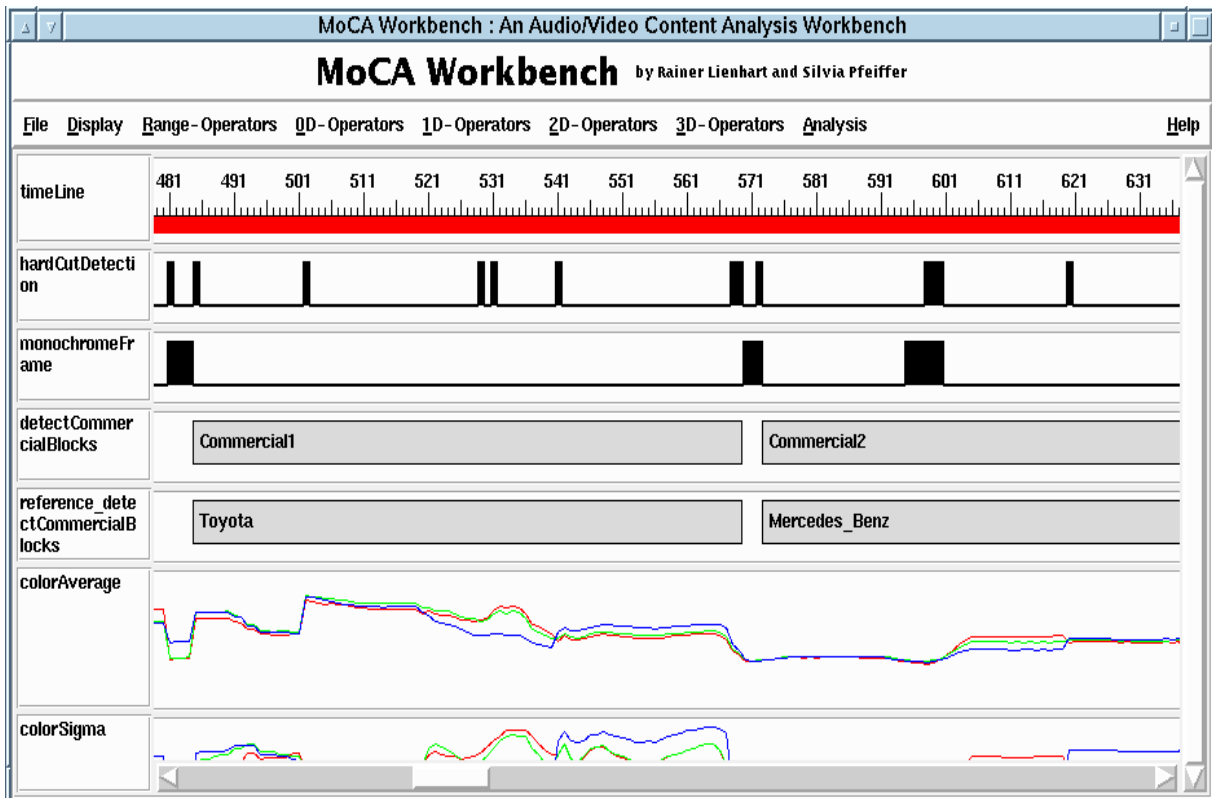 MoCA Workbench : An Audio/Video Content Analysis Workbench
MoCA Workbench by Rainer Lienhart and Silvia Pfeiffer
File Display Range-Operators 0D-Operators 1D-Operators 2D-Operators 3D-Operators Analysis Help
timeLine
481 491 501 511 521 531 541 551 561 571 581 591 601 611 621 631
hardCutDetecti
on
monochromeFr
ame
detectCommer
cialBlocks
Commercial1 Commercial2
reference_dete
ctCommercialB
locks
Toyota Mercedes_Benz
colorAverage
colorSigma